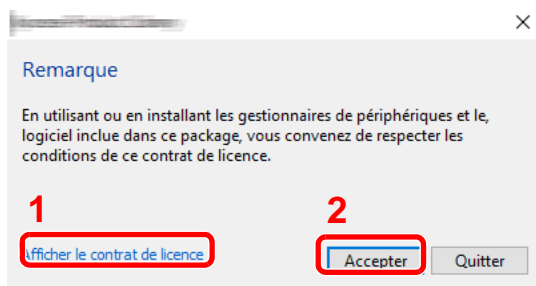 Remarque
En utilisant ou en installant les gestionnaires de périphériques et le,
logiciel inclue dans ce package, vous convenez de respecter les
conditions de ce contrat de licence.
1
2
Afficher le contrat de licence
Accepter
Quitter